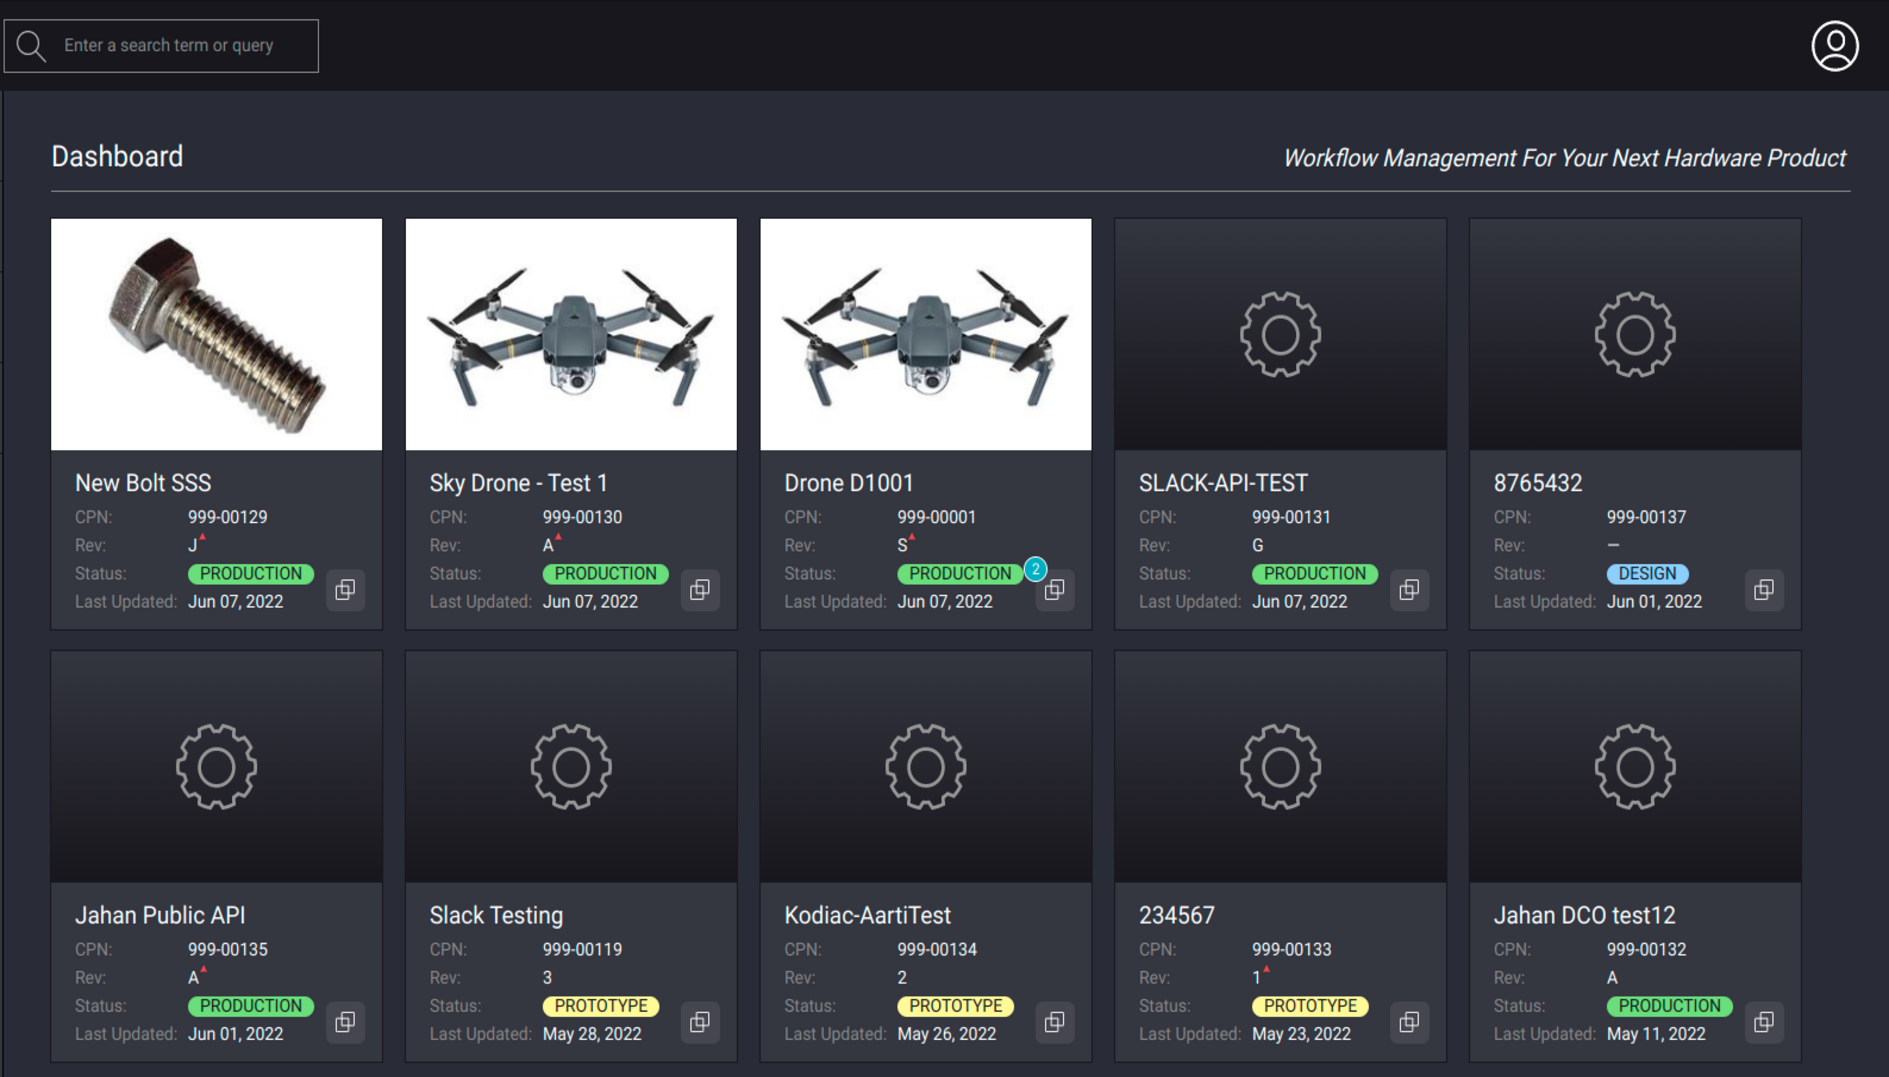 Enter a search term or query
Dashboard
Workflow Management For Your Next Hardware Product
New Bolt SSS
CPN: 999-00129
Rev: J
Status: PRODUCTION
Last Updated: Jun 07, 2022
Sky Drone - Test 1
CPN: 999-00130
Rev: A
Status: PRODUCTION
Last Updated: Jun 07, 2022
Drone D1001
CPN: 999-00001
Rev: S
Status: PRODUCTION
2
Last Updated: Jun 07, 2022
SLACK-API-TEST
CPN: 999-00131
Rev: G
Status: PRODUCTION
Last Updated: Jun 07, 2022
8765432
CPN: 999-00137
Rev: –
Status: DESIGN
Last Updated: Jun 01, 2022
Jahan Public API
CPN: 999-00135
Rev: A
Status: PRODUCTION
Last Updated: Jun 01, 2022
Slack Testing
CPN: 999-00119
Rev: 3
Status: PROTOTYPE
Last Updated: May 28, 2022
Kodiac-AartiTest
CPN: 999-00134
Rev: 2
Status: PROTOTYPE
Last Updated: May 26, 2022
234567
CPN: 999-00133
Rev: 1
Status: PROTOTYPE
Last Updated: May 23, 2022
Jahan DCO test12
CPN: 999-00132
Rev: A
Status: PRODUCTION
Last Updated: May 11, 2022